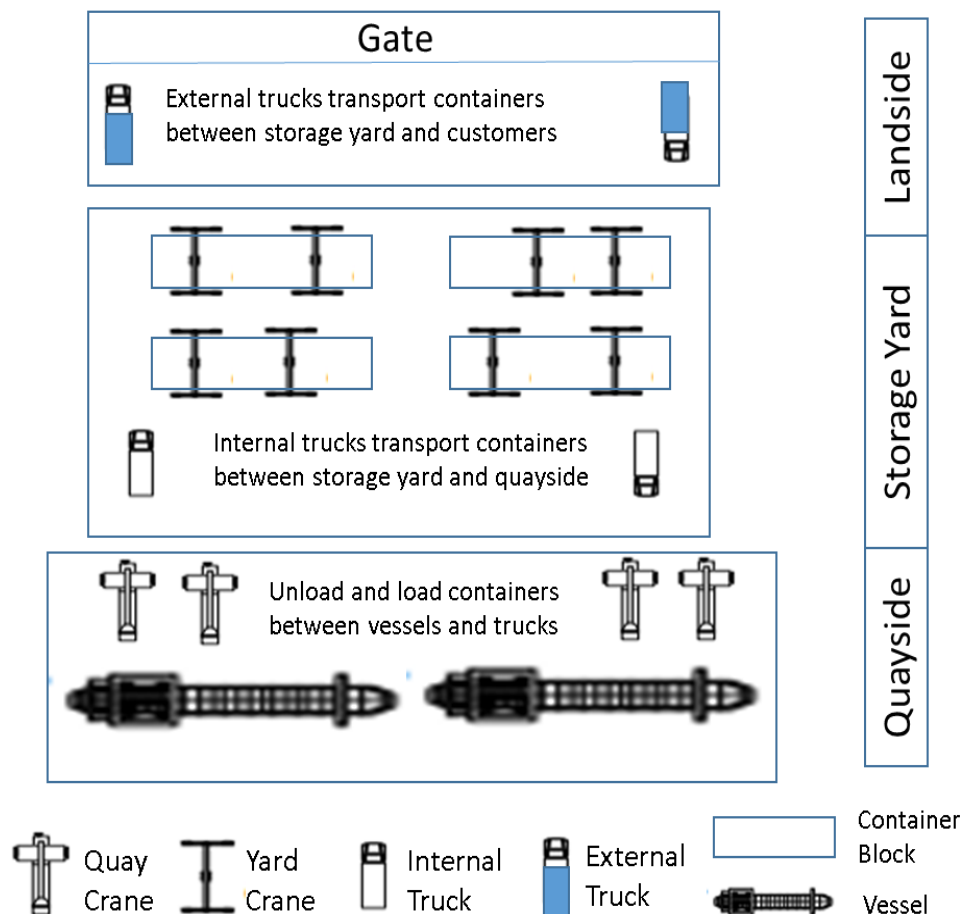 Gate
External trucks transport containers
between storage yard and customers
Landside
Storage Yard
Internal trucks transport containers
between storage yard and quayside
Unload and load containers
between vessels and trucks
Quayside
Quay
Crane
Yard
Crane
Internal
Truck
External
Truck
Container
Block
Vessel